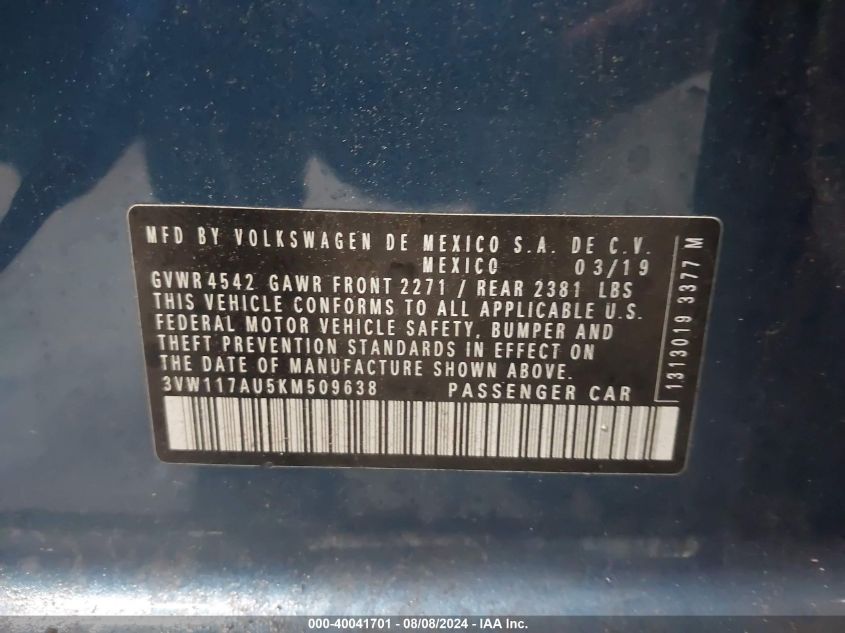 MFD BY VOLKSWAGEN DE MEXICO S.A. DE C.V.
MEXICO 03/19
GVWR 4542 GAWR FRONT 2271 / REAR 2381 LBS
THIS VEHICLE CONFORMS TO ALL APPLICABLE U.S.
FEDERAL MOTOR VEHICLE SAFETY, BUMPER AND
THEFT PREVENTION STANDARDS IN EFFECT ON
THE DATE OF MANUFACTURE SHOWN ABOVE.
3VW117AU5KM509638 PASSENGER CAR
1313019 3377 M
000-40041701 - 08/08/2024 - IAA Inc.